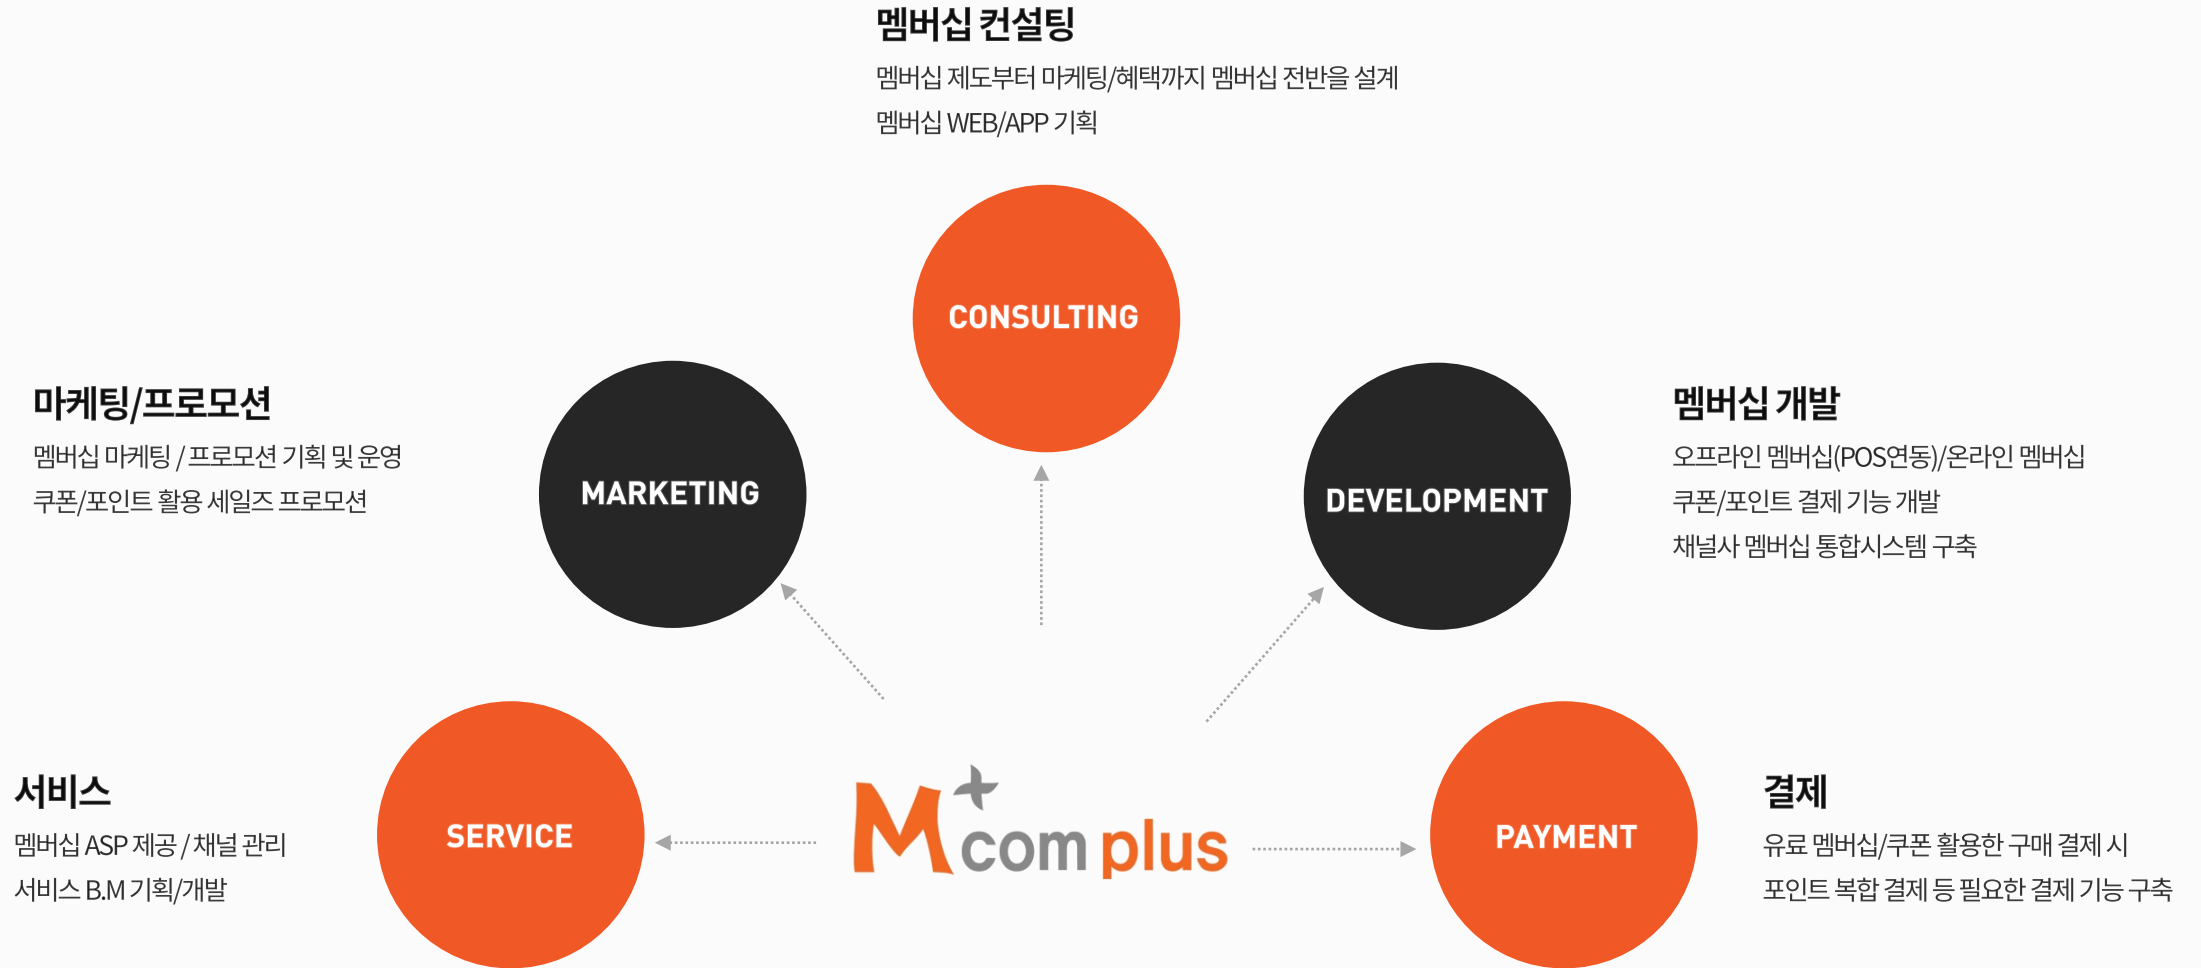 멤버십 컨설팅
멤버십 제도부터 마케팅/혜택까지 멤버십 전반을 설계
멤버십 WEB/APP 기획
CONSULTING
마케팅/프로모션
멤버십 마케팅 / 프로모션 기획 및 운영
쿠폰/포인트 활용 세일즈 프로모션
MARKETING
DEVELOPMENT
멤버십 개발
오프라인 멤버십(POS연동)/온라인 멤버십
쿠폰/포인트 결제 기능 개발
채널사 멤버십 통합시스템 구축
서비스
멤버십 ASP 제공 / 채널 관리
서비스 B.M 기획/개발
SERVICE
M+com plus
PAYMENT
결제
유료 멤버십/쿠폰 활용한 구매 결제 시
포인트 복합 결제 등 필요한 결제 기능 구축